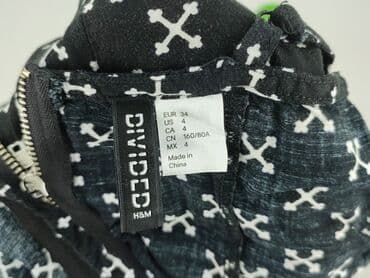 DIVIDED
H&M
EUR 34
US 4
CA 4
CN 160/80A
MX 4
Made in
China